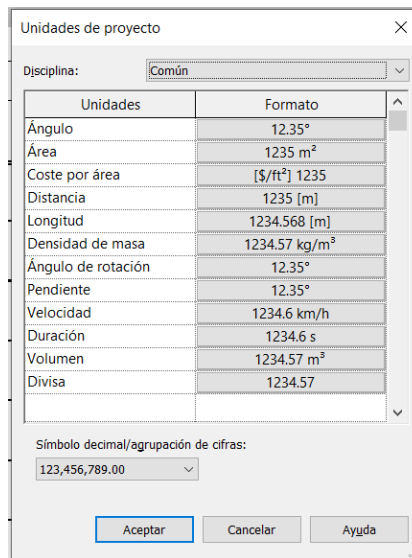 Unidades de proyecto
Disciplina: Común
Unidades Formato
Ángulo 12.35°
Área 1235 m²
Coste por área [$/ft²] 1235
Distancia 1235 [m]
Longitud 1234.568 [m]
Densidad de masa 1234.57 kg/m³
Ángulo de rotación 12.35°
Pendiente 12.35°
Velocidad 1234.6 km/h
Duración 1234.6 s
Volumen 1234.57 m³
Divisa 1234.57
Símbolo decimal/agrupación de cifras:
123,456,789.00
Aceptar Cancelar Ayuda